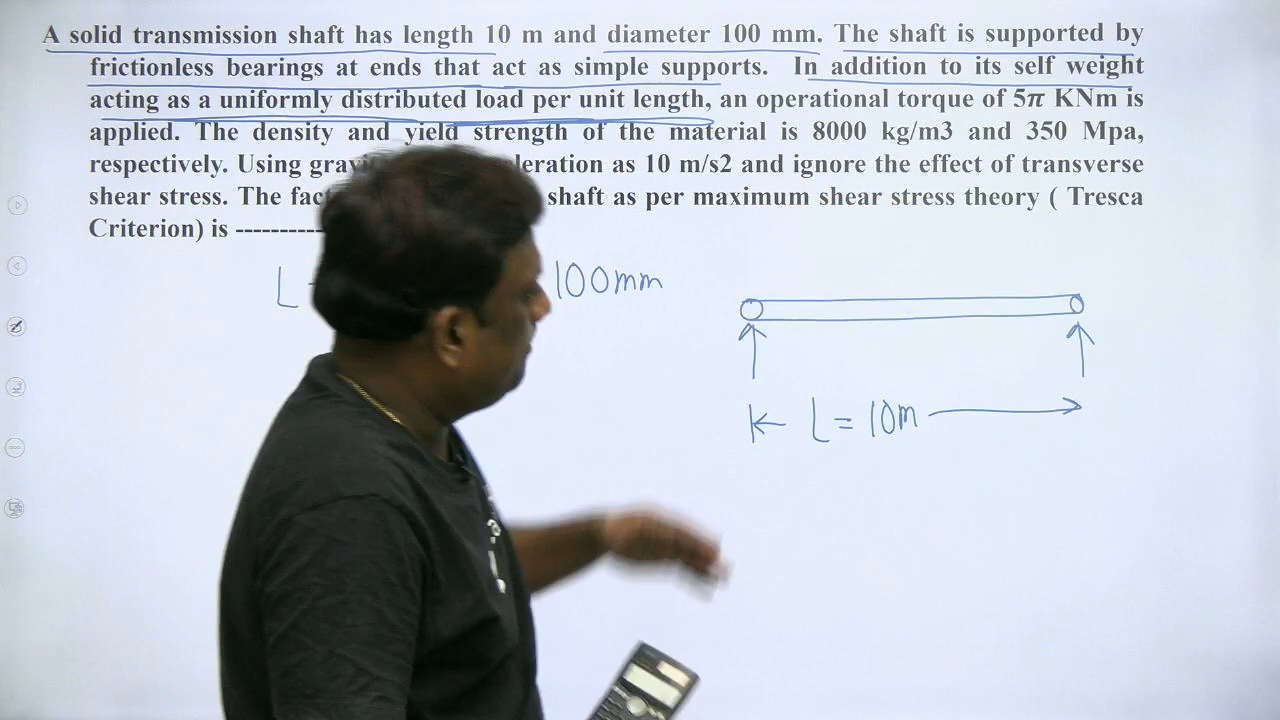 A solid transmission shaft has length 10 m and diameter 100 mm. The shaft is supported by
frictionless bearings at ends that act as simple supports. In addition to its self weight
acting as a uniformly distributed load per unit length, an operational torque of 5π KNm is
applied. The density and yield strength of the material is 8000 kg/m3 and 350 Mpa,
respectively. Using as 10 m/s2 and ignore the effect of transverse
shear stress. The shaft as per maximum shear stress theory ( Tresca
Criterion) is ----------
L 100mm
L = 10m